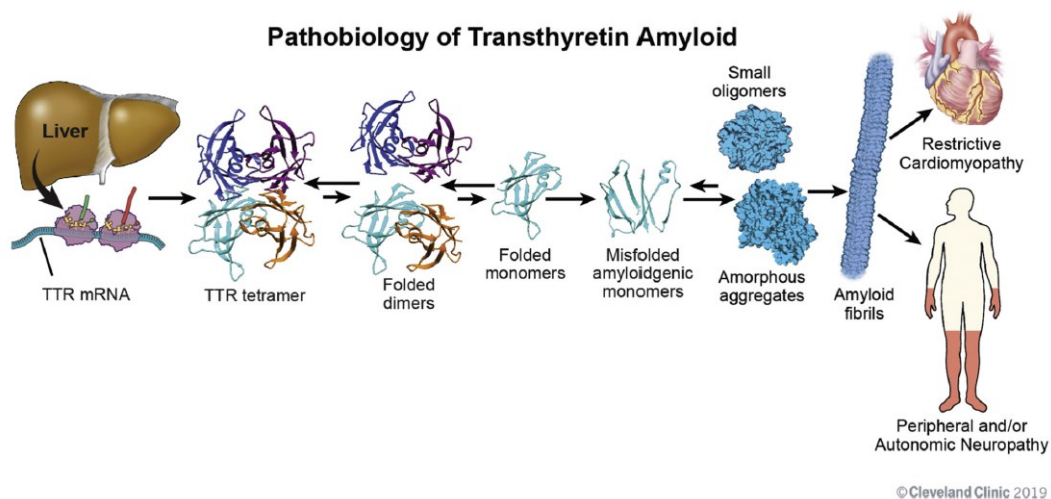 Pathobiology of Transthyretin Amyloid
Liver
TTR mRNA
TTR tetramer
Folded
dimers
Folded
monomers
Misfolded
amyloidgenic
monomers
Small
oligomers
Amorphous
aggregates
Amyloid
fibrils
Restrictive
Cardiomyopathy
Peripheral and/or
Autonomic Neuropathy
©Cleveland Clinic 2019